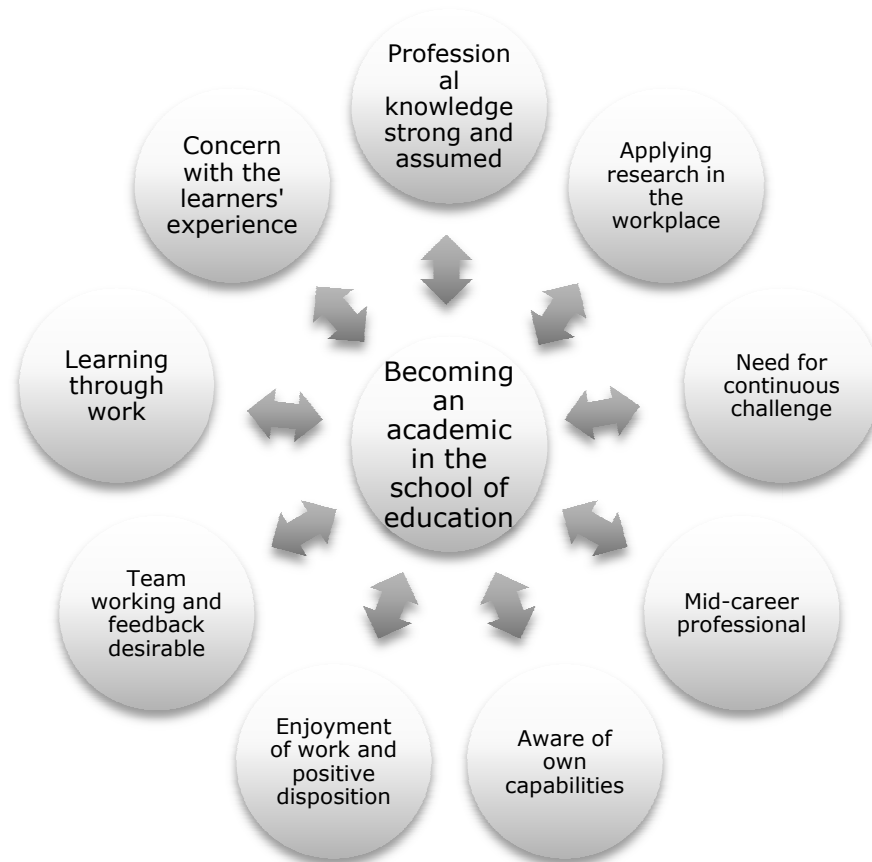 Profession
al
knowledge
strong and
assumed
Applying
research in
the
workplace
Need for
continuous
challenge
Mid-career
professional
Aware of
own
capabilities
Enjoyment
of work and
positive
disposition
Team
working and
feedback
desirable
Learning
through
work
Concern
with the
learners'
experience
Becoming
an
academic
in the
school of
education